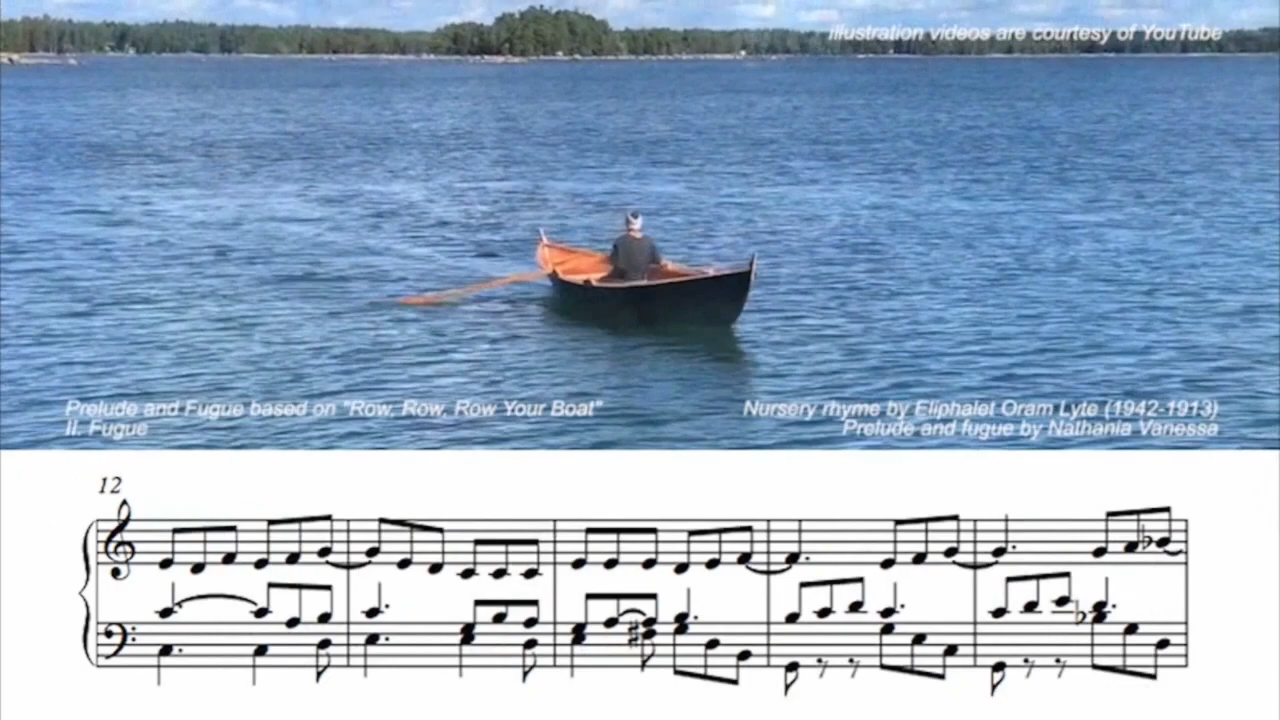 illustration videos are courtesy of YouTube
Prelude and Fugue based on "Row, Row, Row Your Boat"
II. Fugue
Nursery rhyme by Eliphalet Oram Lyte (1942-1913)
Prelude and fugue by Nathania Vanessa
12